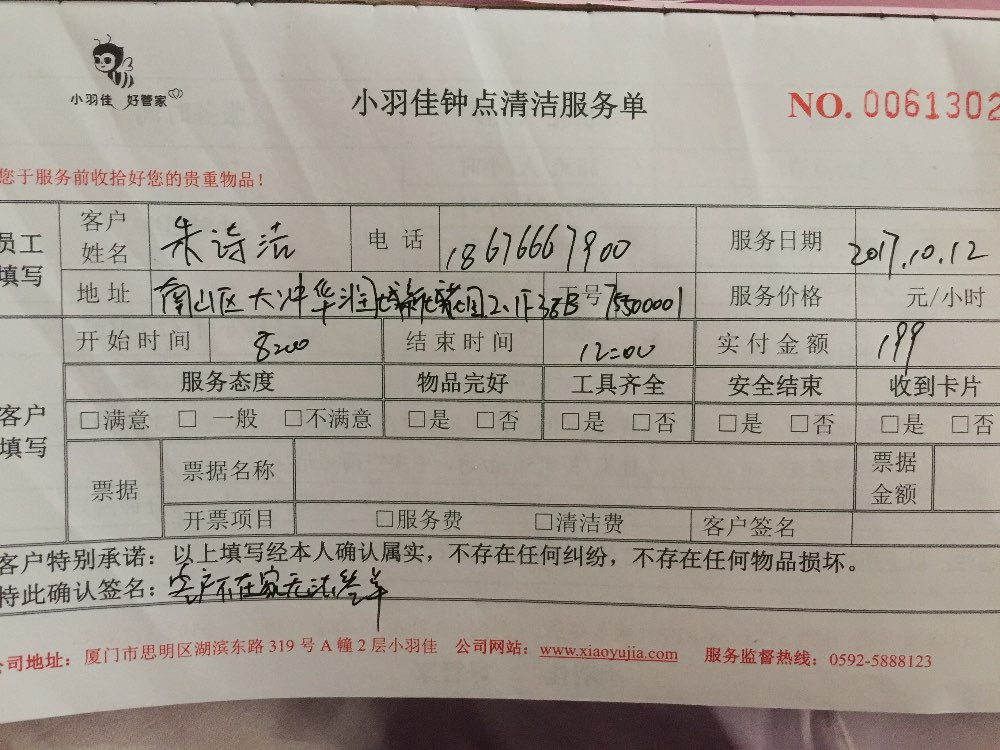 小羽佳 好管家
小羽佳钟点清洁服务单
NO. 0061302
您于服务前收拾好您的贵重物品！
员工填写 客户姓名 朱诗洁 电话 18676667900 服务日期 2017.10.12
地址 南山区大冲华润城 2.1F38B 工号 75500001 服务价格 元/小时
客户填写 开始时间 8:00 结束时间 12:00 实付金额 199
服务态度 物品完好 工具齐全 安全结束 收到卡片
□满意 □一般 □不满意 □是 □否 □是 □否 □是 □否 □是 □否
票据 票据名称 票据金额
开票项目 □服务费 □清洁费 客户签名
客户特别承诺：以上填写经本人确认属实，不存在任何纠纷，不存在任何物品损坏。
特此确认签名：客户不在家无法签单
公司地址：厦门市思明区湖滨东路 319 号 A 幢 2 层小羽佳 公司网站：www.xiaoyujia.com 服务监督热线：0592-5888123